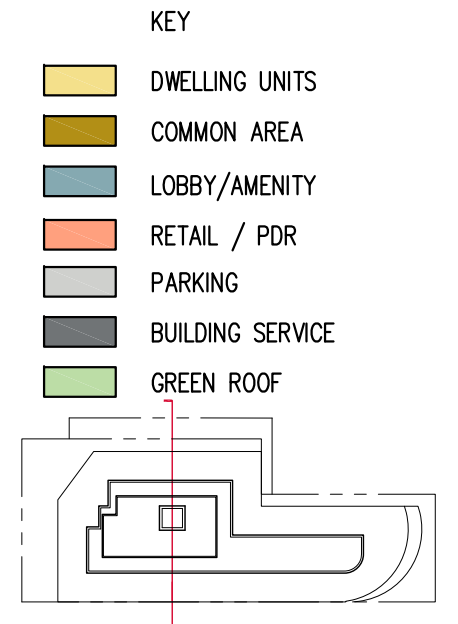 KEY
DWELLING UNITS
COMMON AREA
LOBBY/AMENITY
RETAIL / PDR
PARKING
BUILDING SERVICE
GREEN ROOF